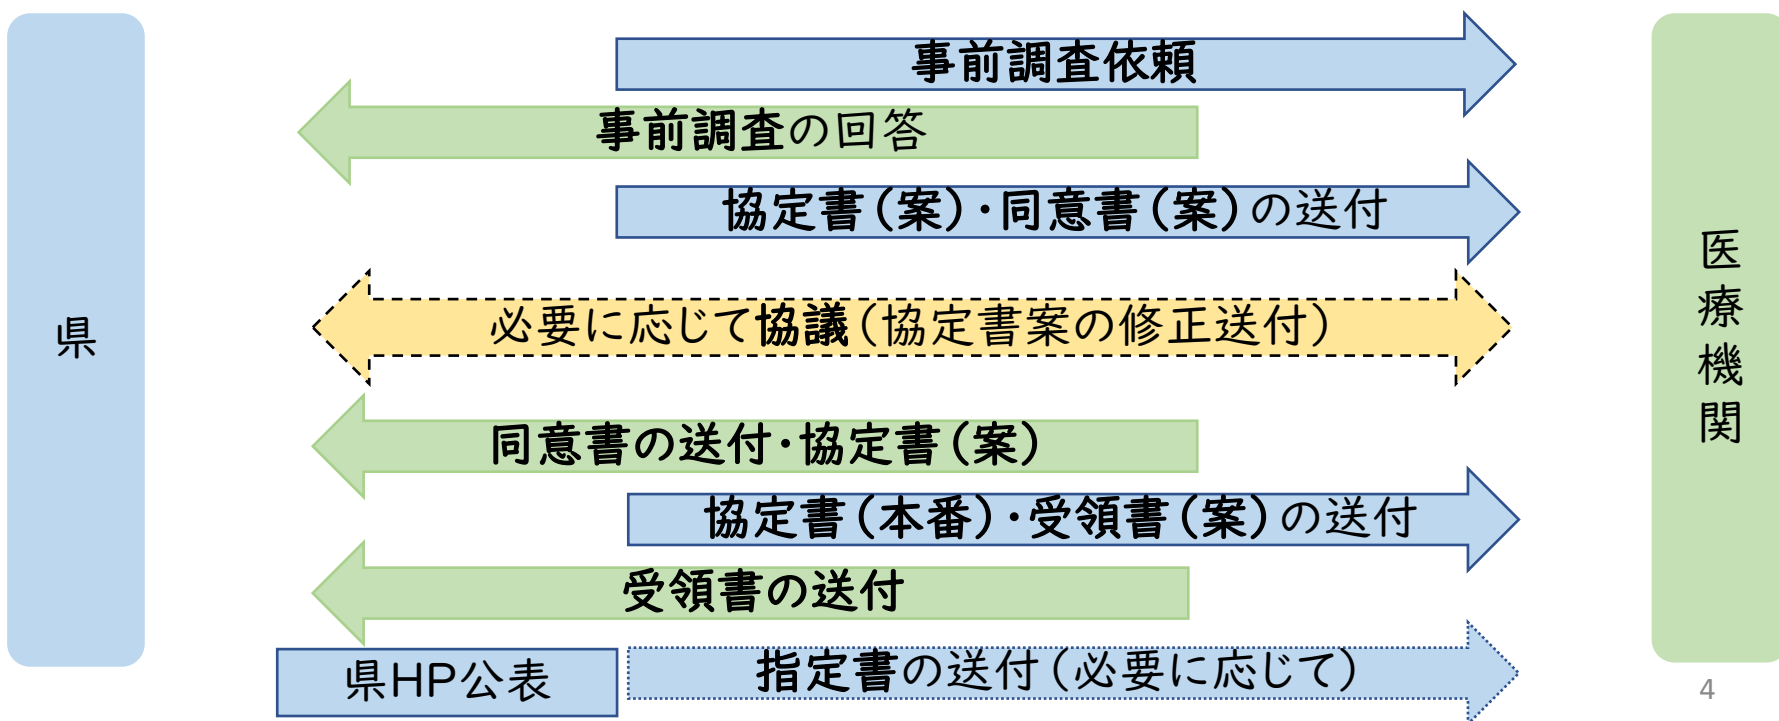 事前調査依頼
事前調査の回答
協定書(案)・同意書(案)の送付
県
必要に応じて協議(協定書案の修正送付)
医療機関
同意書の送付・協定書(案)
協定書(本番)・受領書(案)の送付
受領書の送付
県HP公表
指定書の送付(必要に応じて)
4